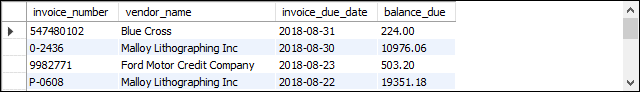 invoice_number vendor_name invoice_due_date balance_due
547480102 Blue Cross 2018-08-31 224.00
0-2436 Malloy Lithographing Inc 2018-08-30 10976.06
9982771 Ford Motor Credit Company 2018-08-23 503.20
P-0608 Malloy Lithographing Inc 2018-08-22 19351.18